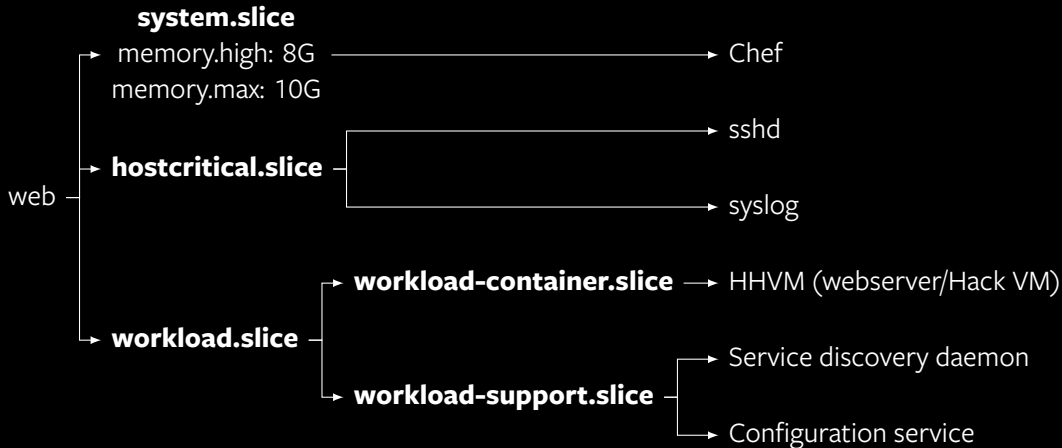 system.slice
memory.high: 8G
memory.max: 10G
Chef
sshd
hostcritical.slice
syslog
web
workload-container.slice
HHVM (webserver/Hack VM)
workload.slice
Service discovery daemon
workload-support.slice
Configuration service